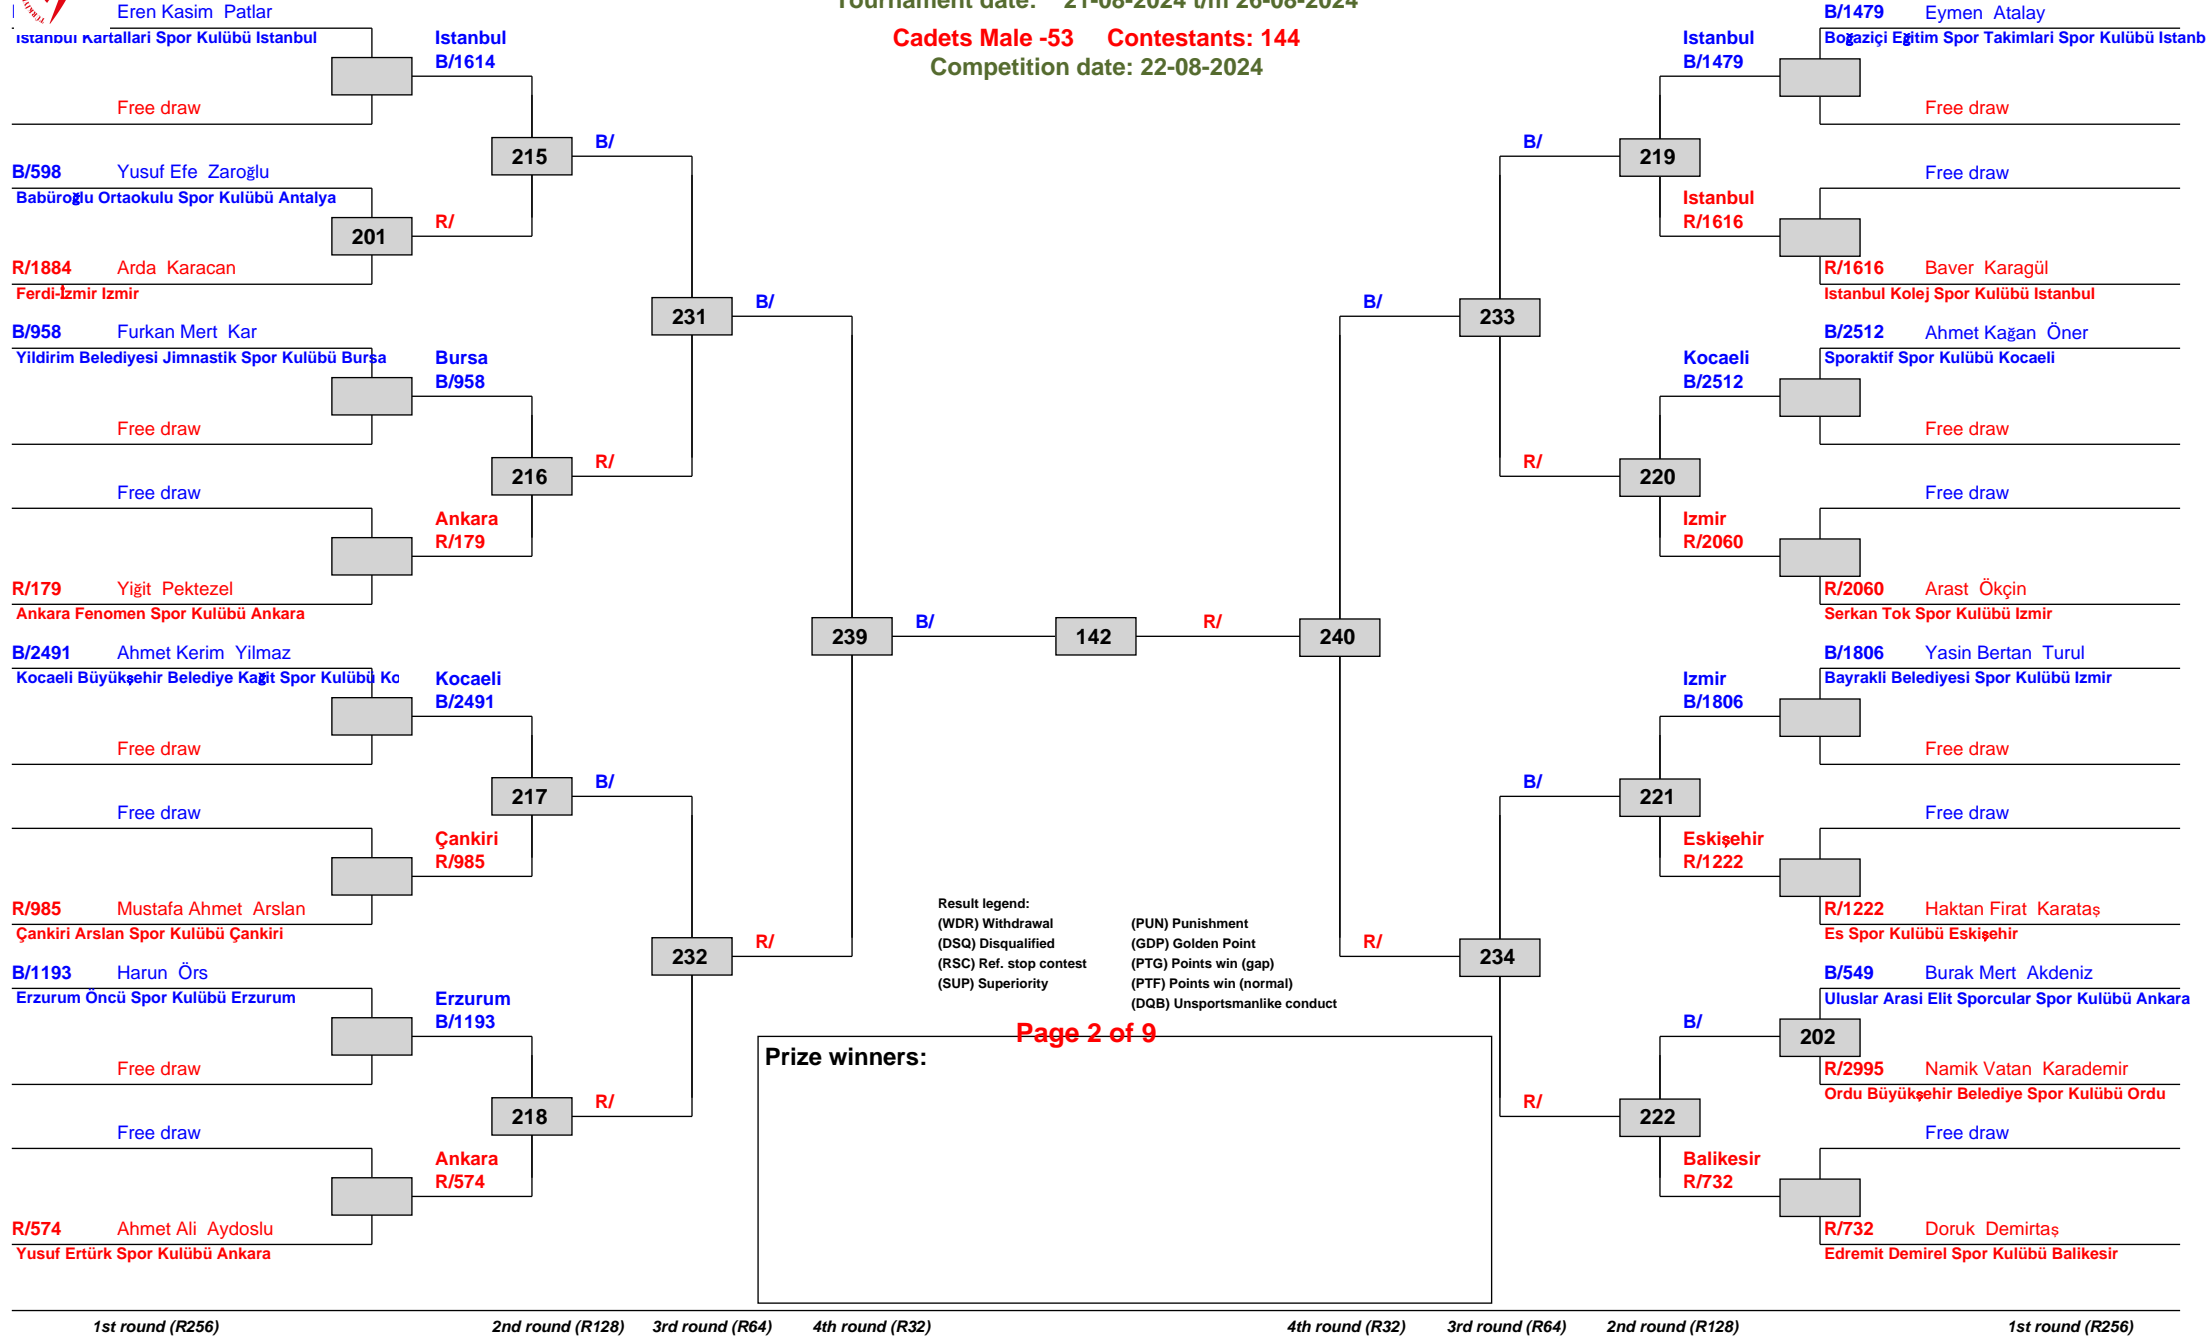 Tournament date: 21-08-2024 t/m 26-08-2024
Cadets Male -53 Contestants: 144
Competition date: 22-08-2024
Eren Kasim Patlar
Istanbul Kartallari Spor Kulübü Istanbul
Free draw
B/598 Yusuf Efe Zaroğlu
Babüroğlu Ortaokulu Spor Kulübü Antalya
201
R/1884 Arda Karacan
Ferdi-İzmir Izmir
B/958 Furkan Mert Kar
Yildirim Belediyesi Jimnastik Spor Kulübü Bursa
Free draw
Free draw
R/179 Yiğit Pektezel
Ankara Fenomen Spor Kulübü Ankara
B/2491 Ahmet Kerim Yilmaz
Kocaeli Büyükşehir Belediye Kağit Spor Kulübü Ko
Free draw
Free draw
R/985 Mustafa Ahmet Arslan
Çankiri Arslan Spor Kulübü Çankiri
B/1193 Harun Örs
Erzurum Öncü Spor Kulübü Erzurum
Free draw
Free draw
R/574 Ahmet Ali Aydoslu
Yusuf Ertürk Spor Kulübü Ankara
Istanbul
B/1614
215
R/
Bursa
B/958
216
Ankara
R/179
Kocaeli
B/2491
217
Çankiri
R/985
Erzurum
B/1193
218
Ankara
R/574
B/
231
R/
B/
232
R/
B/
239
R/
B/
142
R/
240
B/
233
R/
234
B/
R/
B/
R/
Istanbul
B/1479
219
Istanbul
R/1616
Kocaeli
B/2512
220
Izmir
R/2060
Izmir
B/1806
221
Eskişehir
R/1222
B/
222
Balikesir
R/732
B/1479 Eymen Atalay
Boğaziçi Eğitim Spor Takimlari Spor Kulübü Istanb
Free draw
Free draw
R/1616 Baver Karagül
Istanbul Kolej Spor Kulübü Istanbul
B/2512 Ahmet Kağan Öner
Sporaktif Spor Kulübü Kocaeli
Free draw
Free draw
R/2060 Arast Ökçin
Serkan Tok Spor Kulübü Izmir
B/1806 Yasin Bertan Turul
Bayrakli Belediyesi Spor Kulübü Izmir
Free draw
Free draw
R/1222 Haktan Firat Karataş
Es Spor Kulübü Eskişehir
B/549 Burak Mert Akdeniz
Uluslar Arasi Elit Sporcular Spor Kulübü Ankara
202
R/2995 Namik Vatan Karademir
Ordu Büyükşehir Belediye Spor Kulübü Ordu
Free draw
R/732 Doruk Demirtaş
Edremit Demirel Spor Kulübü Balikesir
Result legend:
(WDR) Withdrawal (PUN) Punishment
(DSQ) Disqualified (GDP) Golden Point
(RSC) Ref. stop contest (PTG) Points win (gap)
(SUP) Superiority (PTF) Points win (normal)
(DQB) Unsportsmanlike conduct
Page 2 of 9
Prize winners:
1st round (R256) 2nd round (R128) 3rd round (R64) 4th round (R32) 4th round (R32) 3rd round (R64) 2nd round (R128) 1st round (R256)